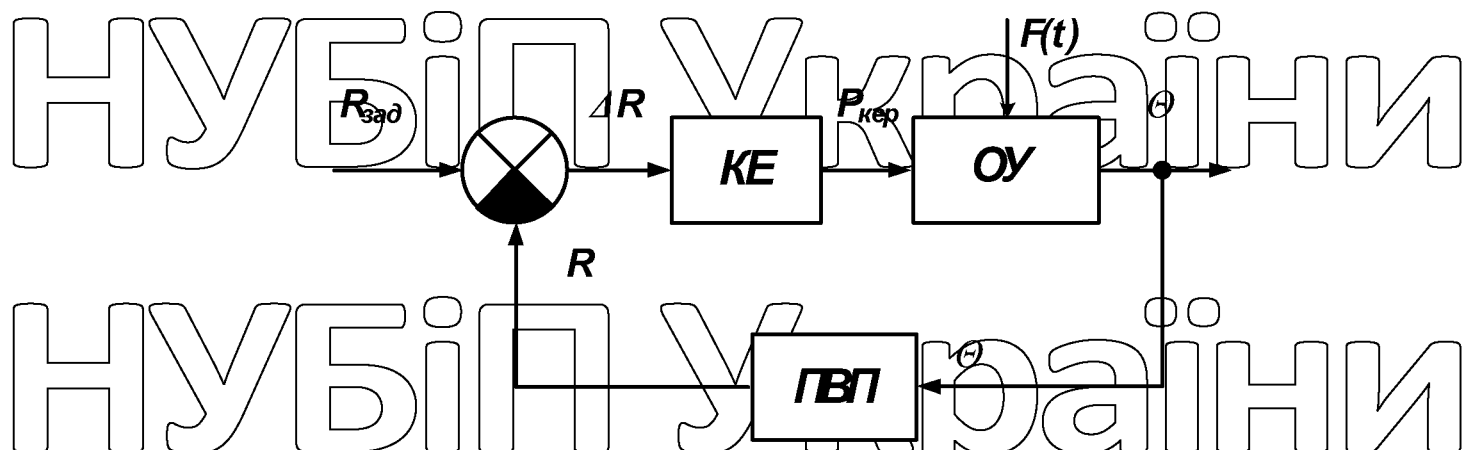 НУБіП України
F(t)
Rзад ΔR Pкер Θ
КЕ ОУ
R
НУБіП України
Θ
ПВП